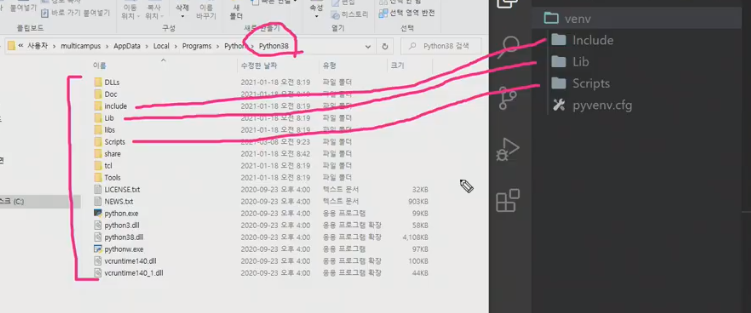 붙여넣기
이동
위치
복사
위치
삭제
이름
바꾸기
새
폴더
속성
편집
히스토리
선택 영역 반전
클립보드
구성
새로 만들기
열기
선택
« 사용자 > multicampus > AppData > Local > Programs > Python > Python38
Python38 검색
이름 수정한 날짜 유형 크기
DLLs 2021-01-18 오전 8:19 파일 폴더
Doc 2021-01-18 오전 8:19 파일 폴더
include 2021-01-18 오전 8:19 파일 폴더
Lib 2021-01-18 오전 8:19 파일 폴더
libs 2021-01-18 오전 8:19 파일 폴더
Scripts 2021-03-08 오전 9:23 파일 폴더
share 2021-01-18 오전 8:42 파일 폴더
tcl 2021-01-18 오전 8:19 파일 폴더
Tools 2021-01-18 오전 8:19 파일 폴더
LICENSE.txt 2020-09-23 오후 4:00 텍스트 문서 32KB
NEWS.txt 2020-09-23 오후 4:00 텍스트 문서 903KB
python.exe 2020-09-23 오후 4:00 응용 프로그램 99KB
python3.dll 2020-09-23 오후 4:00 응용 프로그램 확장 58KB
python38.dll 2020-09-23 오후 4:00 응용 프로그램 확장 4,108KB
pythonw.exe 2020-09-23 오후 4:00 응용 프로그램 97KB
vcruntime140.dll 2020-09-23 오후 4:00 응용 프로그램 확장 100KB
vcruntime140_1.dll 2020-09-23 오후 4:00 응용 프로그램 확장 44KB
스크 (C:)
venv
Include
Lib
Scripts
pyvenv.cfg